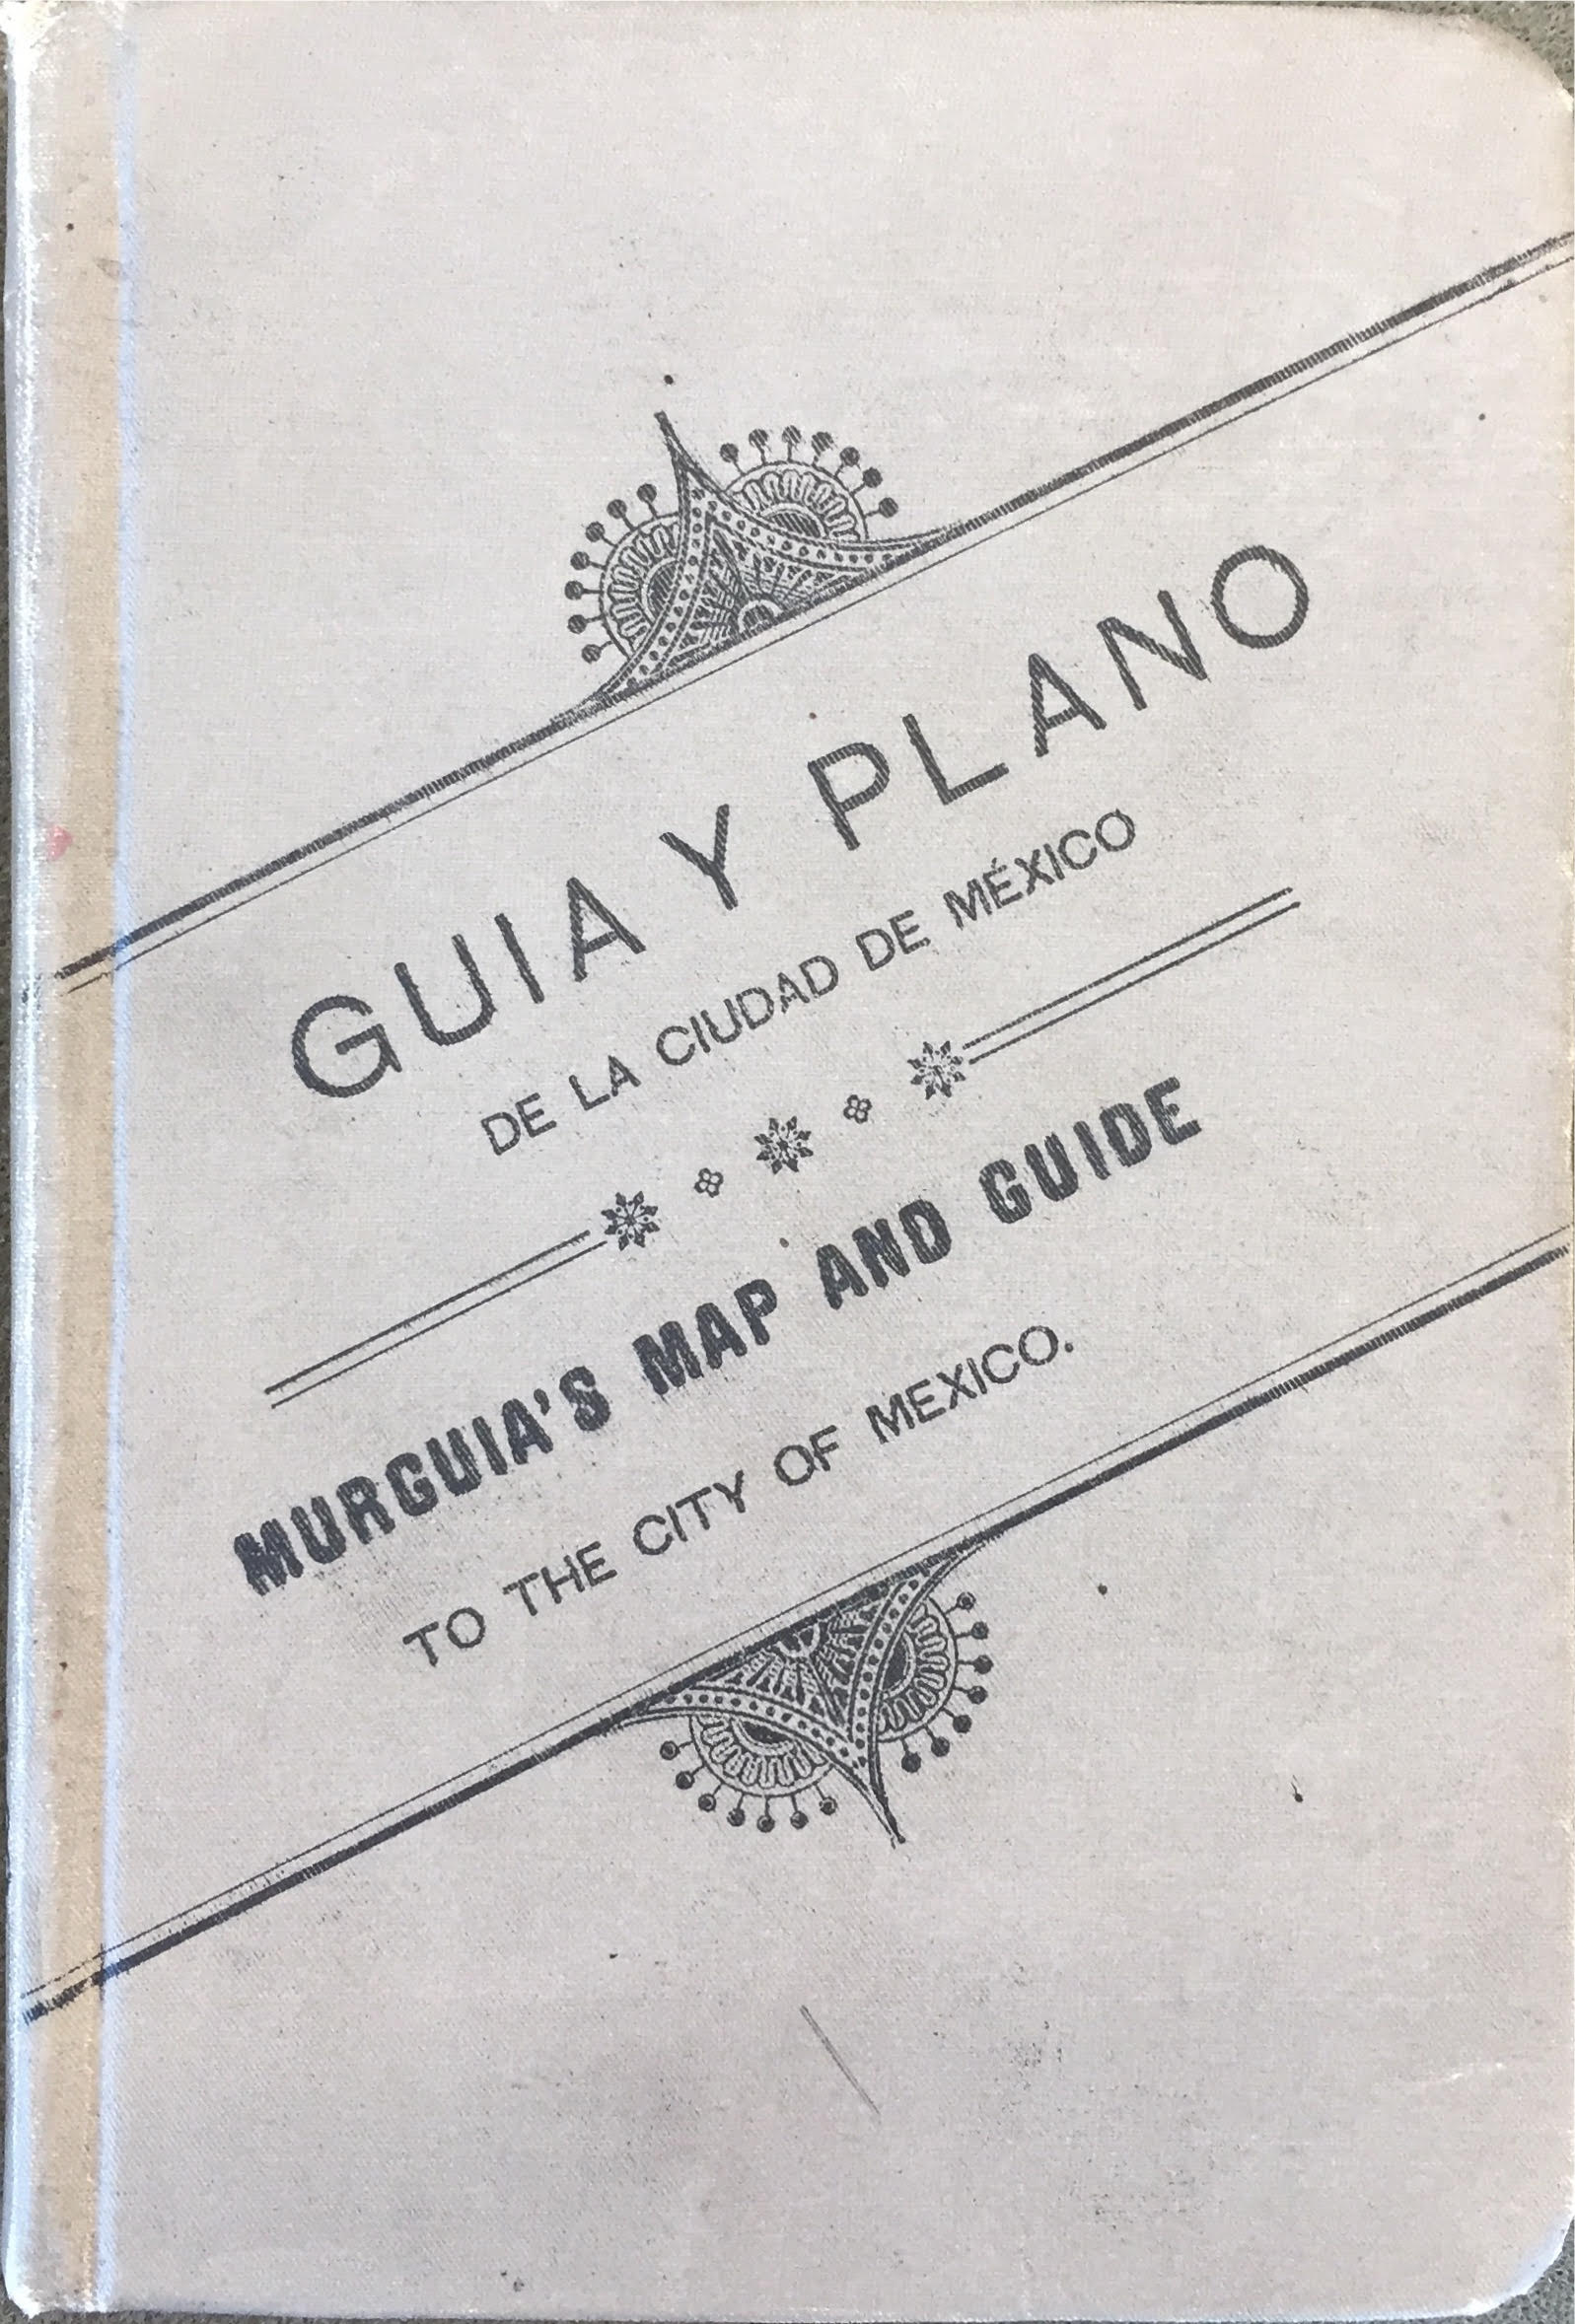 GUIA Y PLANO
DE LA CIUDAD DE MÉXICO
MURGUIA'S MAP AND GUIDE
TO THE CITY OF MEXICO.